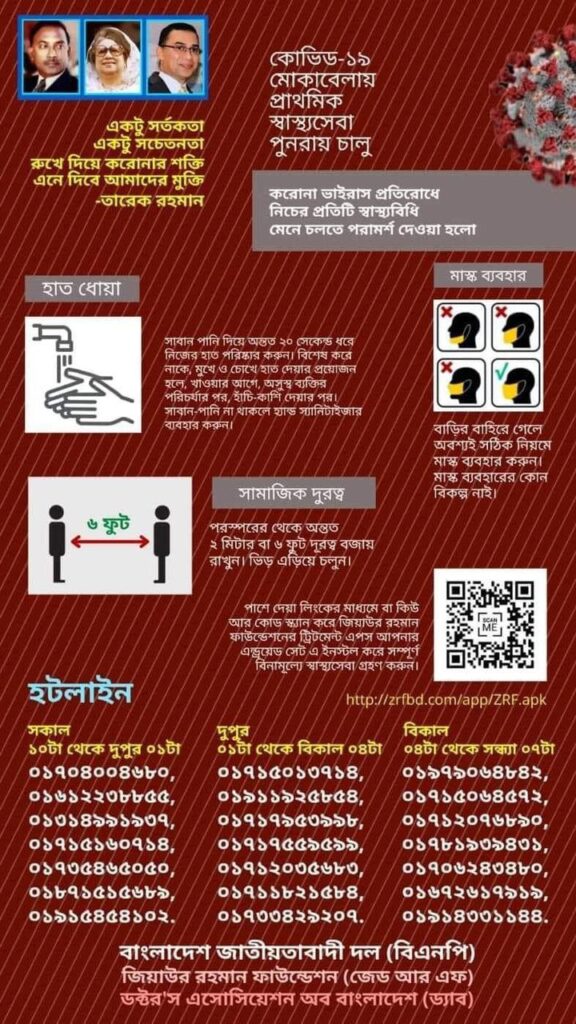 কোভিড-১৯
মোকাবেলায়
প্রাথমিক
স্বাস্থ্যসেবা
পুনরায় চালু
একটু সর্তকতা
একটু সচেতনতা
রুখে দিয়ে করোনার শক্তি
এনে দিবে আমাদের মুক্তি
-তারেক রহমান
করোনা ভাইরাস প্রতিরোধে
নিচের প্রতিটি স্বাস্থ্যবিধি
মেনে চলতে পরামর্শ দেওয়া হলো
হাত ধোয়া
সাবান পানি দিয়ে অন্তত ২০ সেকেন্ড ধরে
নিজের হাত পরিষ্কার করুন। বিশেষ করে
নাকে, মুখে ও চোখে হাত দেয়ার প্রয়োজন
হলে, খাওয়ার আগে, অসুস্থ ব্যক্তির
পরিচর্যার পর, হাঁচি-কাশি দেয়ার পর।
সাবান-পানি না থাকলে হ্যান্ড স্যানিটাইজার
ব্যবহার করুন।
মাস্ক ব্যবহার
বাড়ির বাহিরে গেলে
অবশ্যই সঠিক নিয়মে
মাস্ক ব্যবহার করুন।
মাস্ক ব্যবহারের কোন
বিকল্প নাই।
সামাজিক দুরত্ব
৬ ফুট
পরস্পরের থেকে অন্তত
২ মিটার বা ৬ ফুট দূরত্ব বজায়
রাখুন। ভিড় এড়িয়ে চলুন।
পাশে দেয়া লিংকের মাধ্যমে বা কিউ
আর কোড স্ক্যান করে জিয়াউর রহমান
ফাউন্ডেশনের ট্রিটমেন্ট এপস আপনার
এন্ড্রয়েড সেট এ ইনস্টল করে সম্পূর্ণ
বিনামূল্যে স্বাস্থ্যসেবা গ্রহণ করুন।
SCAN
ME
http://zrfbd.com/app/ZRF.apk
হটলাইন
সকাল
১০টা থেকে দুপুর ০১টা
০১৭০৪০০৪৬৮০,
০১৬১২২৩৮৮৫৫,
০১৩১৪৯৯১৯৩৭,
০১৭১৫১৬০৭১৪,
০১৭৩৫৪৬৫০৫০,
০১৮৭১৫১৫৬৮৯,
০১৯১৫৪৫৪১০২.
দুপুর
০১টা থেকে বিকাল ০৪টা
০১৭১৫০১৩৭১৪,
০১৯১১৯২৫৮৫৪,
০১৭১৭৯৫৩৯৯৮,
০১৭১৭৫৫৯৫৯৯,
০১৭১২০৩৫৬৮৩,
০১৭১১৮২১৫৮৪,
০১৭৩৩৪২৯২০৭.
বিকাল
০৪টা থেকে সন্ধ্যা ০৭টা
০১৯৭৯০৬৪৮৪২,
০১৭১৫০৬৪৫৭২,
০১৭১২০৭৬৮৯০,
০১৭৮১৯৩৯৪৩১,
০১৭০৬২৪৩৪৮০,
০১৬৭২৬১৭৯১৯,
০১৯১৪৩৩১১৪৪.
বাংলাদেশ জাতীয়তাবাদী দল (বিএনপি)
জিয়াউর রহমান ফাউন্ডেশন (জেড আর এফ)
ডক্টর'স এসোসিয়েশন অব বাংলাদেশ (ড্যাব)